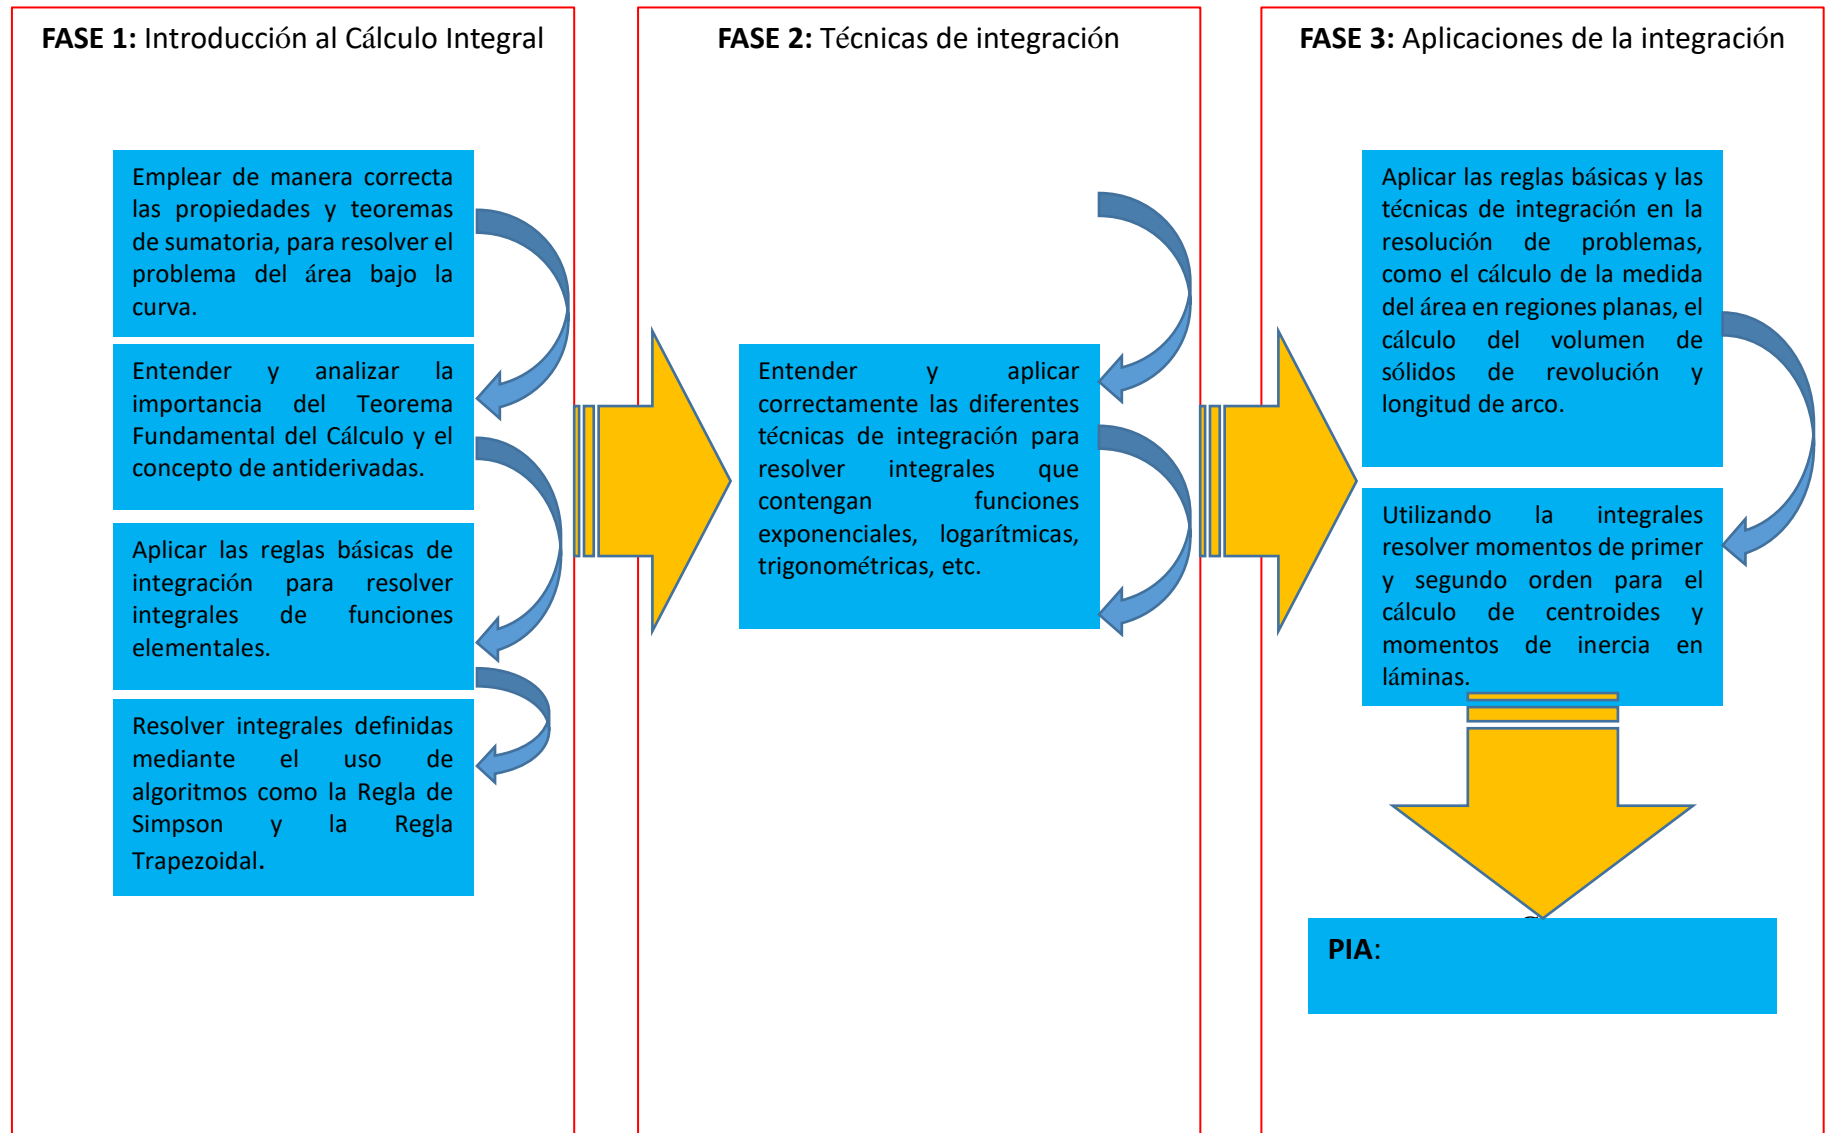 FASE 1: Introducción al Cálculo Integral
Emplear de manera correcta
las propiedades y teoremas
de sumatoria, para resolver el
problema del área bajo la
curva.
Entender y analizar la
importancia del Teorema
Fundamental del Cálculo y el
concepto de antiderivadas.
Aplicar las reglas básicas de
integración para resolver
integrales de funciones
elementales.
Resolver integrales definidas
mediante el uso de
algoritmos como la Regla de
Simpson y la Regla
Trapezoidal.
FASE 2: Técnicas de integración
Entender y aplicar
correctamente las diferentes
técnicas de integración para
resolver integrales que
contengan funciones
exponenciales, logarítmicas,
trigonométricas, etc.
FASE 3: Aplicaciones de la integración
Aplicar las reglas básicas y las
técnicas de integración en la
resolución de problemas,
como el cálculo de la medida
del área en regiones planas, el
cálculo del volumen de
sólidos de revolución y
longitud de arco.
Utilizando la integrales
resolver momentos de primer
y segundo orden para el
cálculo de centroides y
momentos de inercia en
láminas.
PIA: